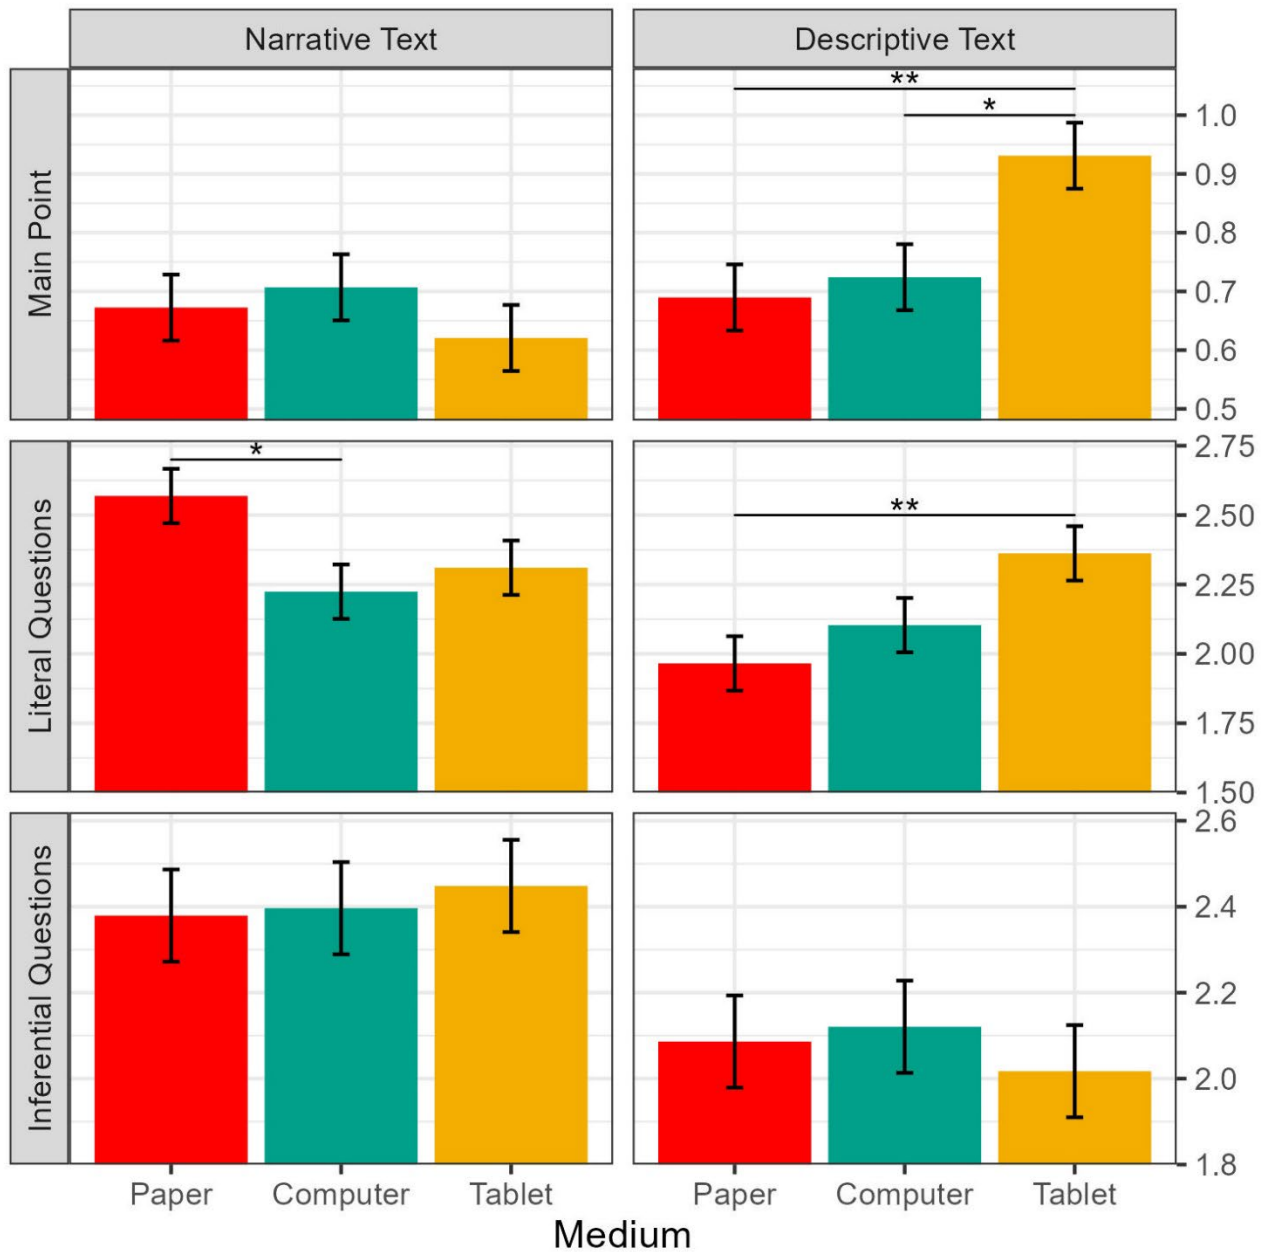 Narrative Text
Descriptive Text
Main Point
**
*
1.0
0.9
0.8
0.7
0.6
0.5
Literal Questions
*
**
2.75
2.50
2.25
2.00
1.75
1.50
Inferential Questions
2.6
2.4
2.2
2.0
1.8
Paper Computer Tablet
Paper Computer Tablet
Medium